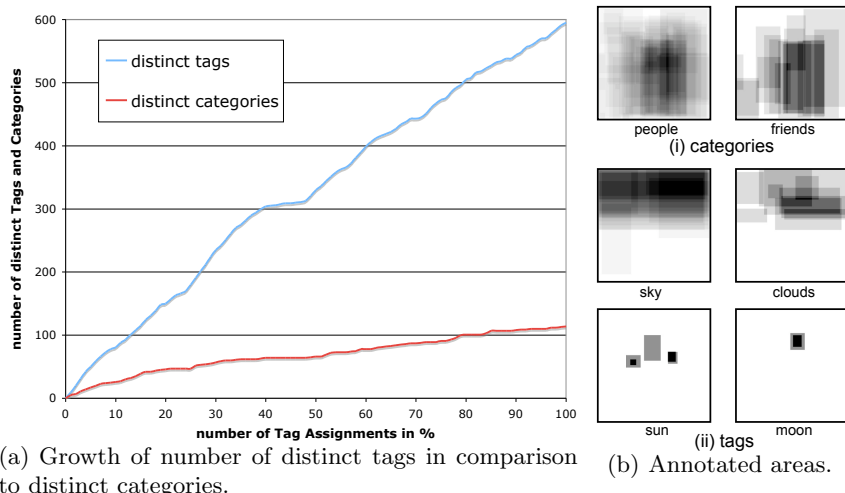 600
500
400
300
200
100
0
number of distinct Tags and Categories
distinct tags
distinct categories
0 10 20 30 40 50 60 70 80 90 100
number of Tag Assignments in %
(a) Growth of number of distinct tags in comparison
to distinct categories.
people friends
(i) categories
sky clouds
sun moon
(ii) tags
(b) Annotated areas.